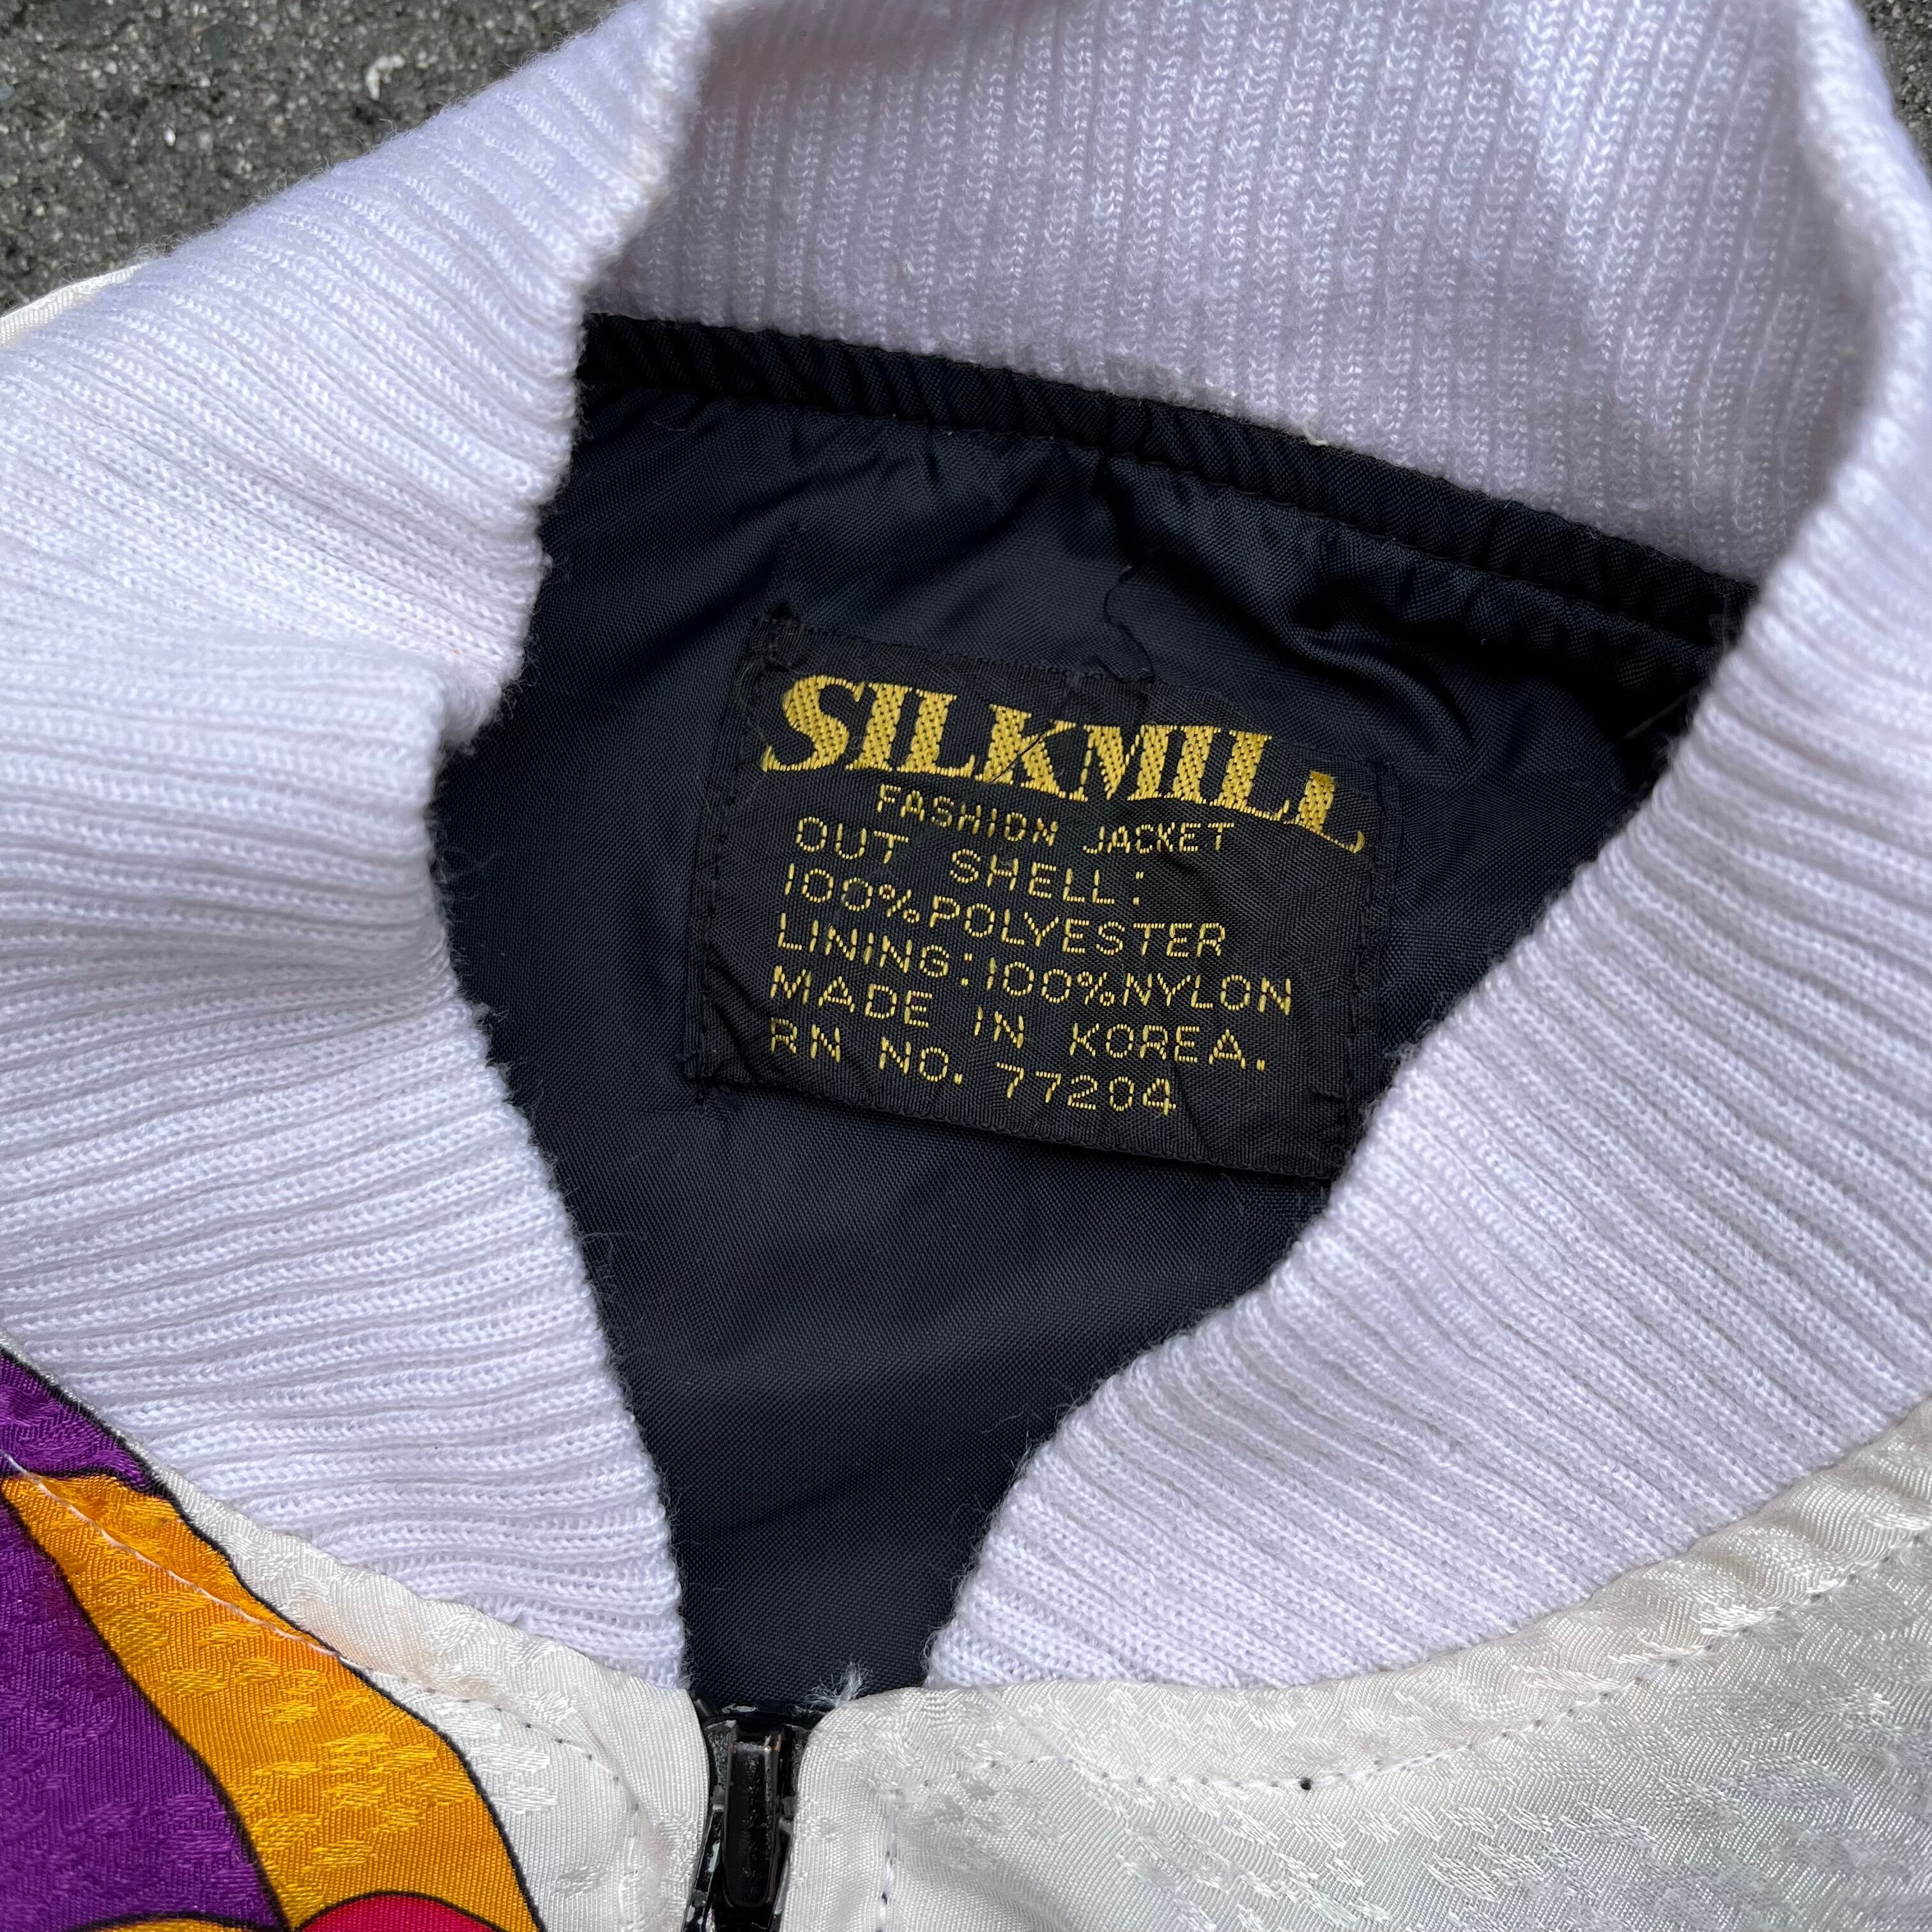 SILKMILL
FASHION JACKET
OUT SHELL:
100%POLYESTER
LINING:100%NYLON
MADE IN KOREA.
RN NO. 77204